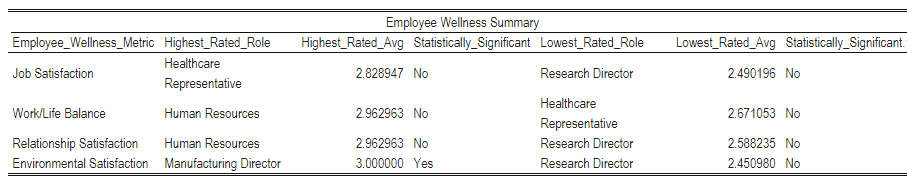 Employee Wellness Summary
Employee_Wellness_Metric Highest_Rated_Role Highest_Rated_Avg Statistically_Significant Lowest_Rated_Role Lowest_Rated_Avg Statistically_Significant.
Job Satisfaction Healthcare Representative 2.828947 No Research Director 2.490196 No
Work/Life Balance Human Resources 2.962963 No Healthcare Representative 2.671053 No
Relationship Satisfaction Human Resources 2.962963 No Research Director 2.588235 No
Environmental Satisfaction Manufacturing Director 3.000000 Yes Research Director 2.450980 No